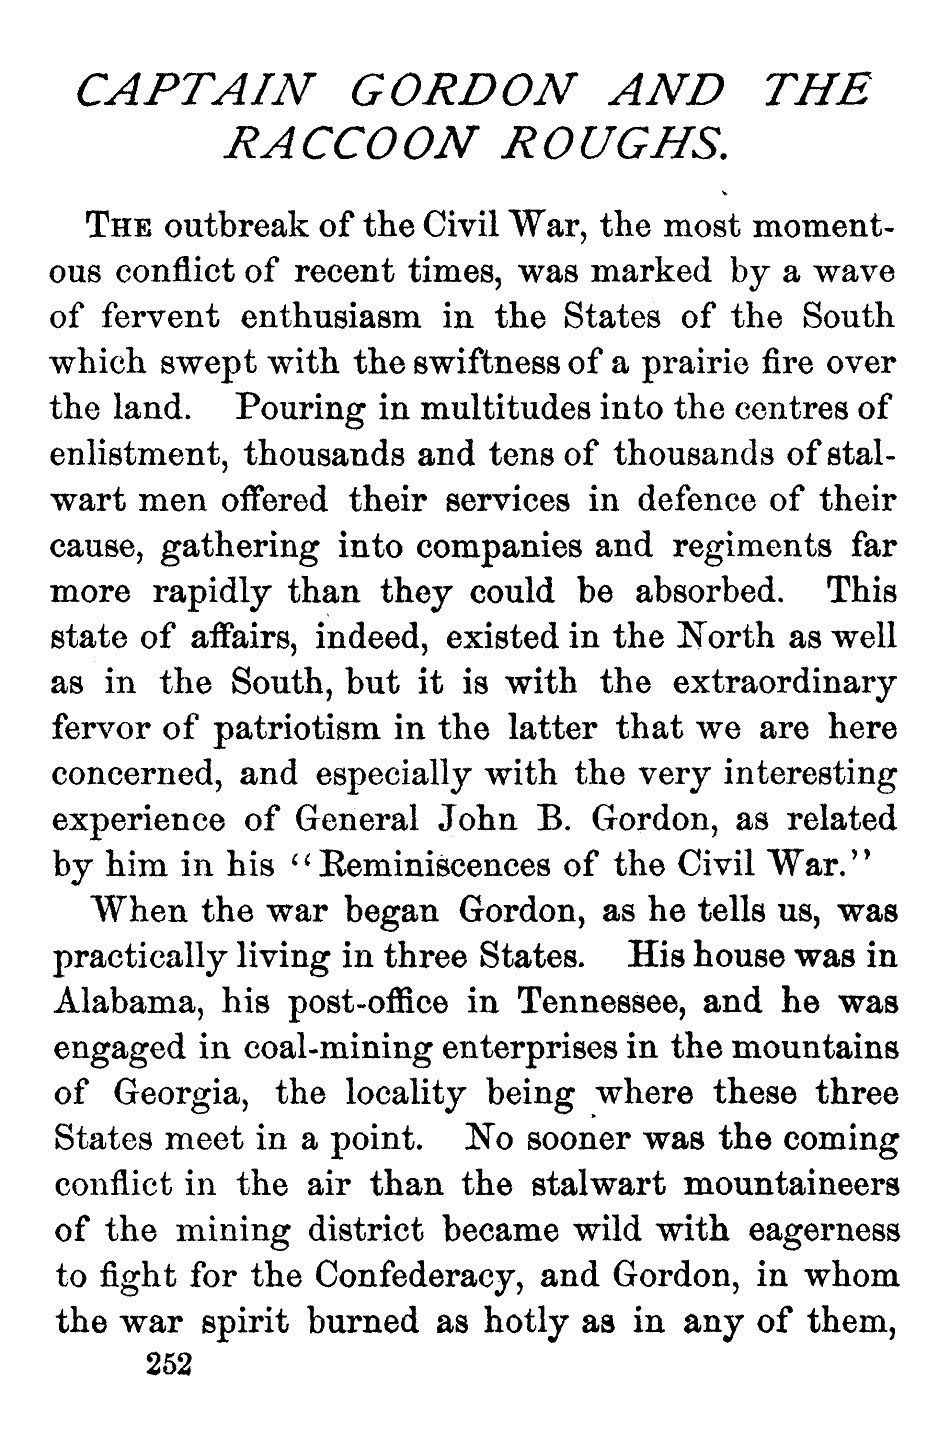 CAPTAIN GORDON AND THE
RACCOON ROUGHS.
THE outbreak of the Civil War, the most moment-
ous conflict of recent times, was marked by a wave
of fervent enthusiasm in the States of the South
which swept with the swiftness of a prairie fire over
the land. Pouring in multitudes into the centres of
enlistment, thousands and tens of thousands of stal-
wart men offered their services in defence of their
cause, gathering into companies and regiments far
more rapidly than they could be absorbed. This
state of affairs, indeed, existed in the North as well
as in the South, but it is with the extraordinary
fervor of patriotism in the latter that we are here
concerned, and especially with the very interesting
experience of General John B. Gordon, as related
by him in his “Reminiscences of the Civil War.”
When the war began Gordon, as he tells us, was
practically living in three States. His house was in
Alabama, his post-office in Tennessee, and he was
engaged in coal-mining enterprises in the mountains
of Georgia, the locality being where these three
States meet in a point. No sooner was the coming
conflict in the air than the stalwart mountaineers
of the mining district became wild with eagerness
to fight for the Confederacy, and Gordon, in whom
the war spirit burned as hotly as in any of them,
252